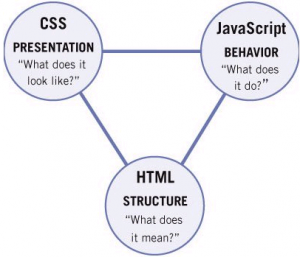 CSS
PRESENTATION
“What does it
look like?”
JavaScript
BEHAVIOR
“What does
it do?”
HTML
STRUCTURE
“What does
it mean?”